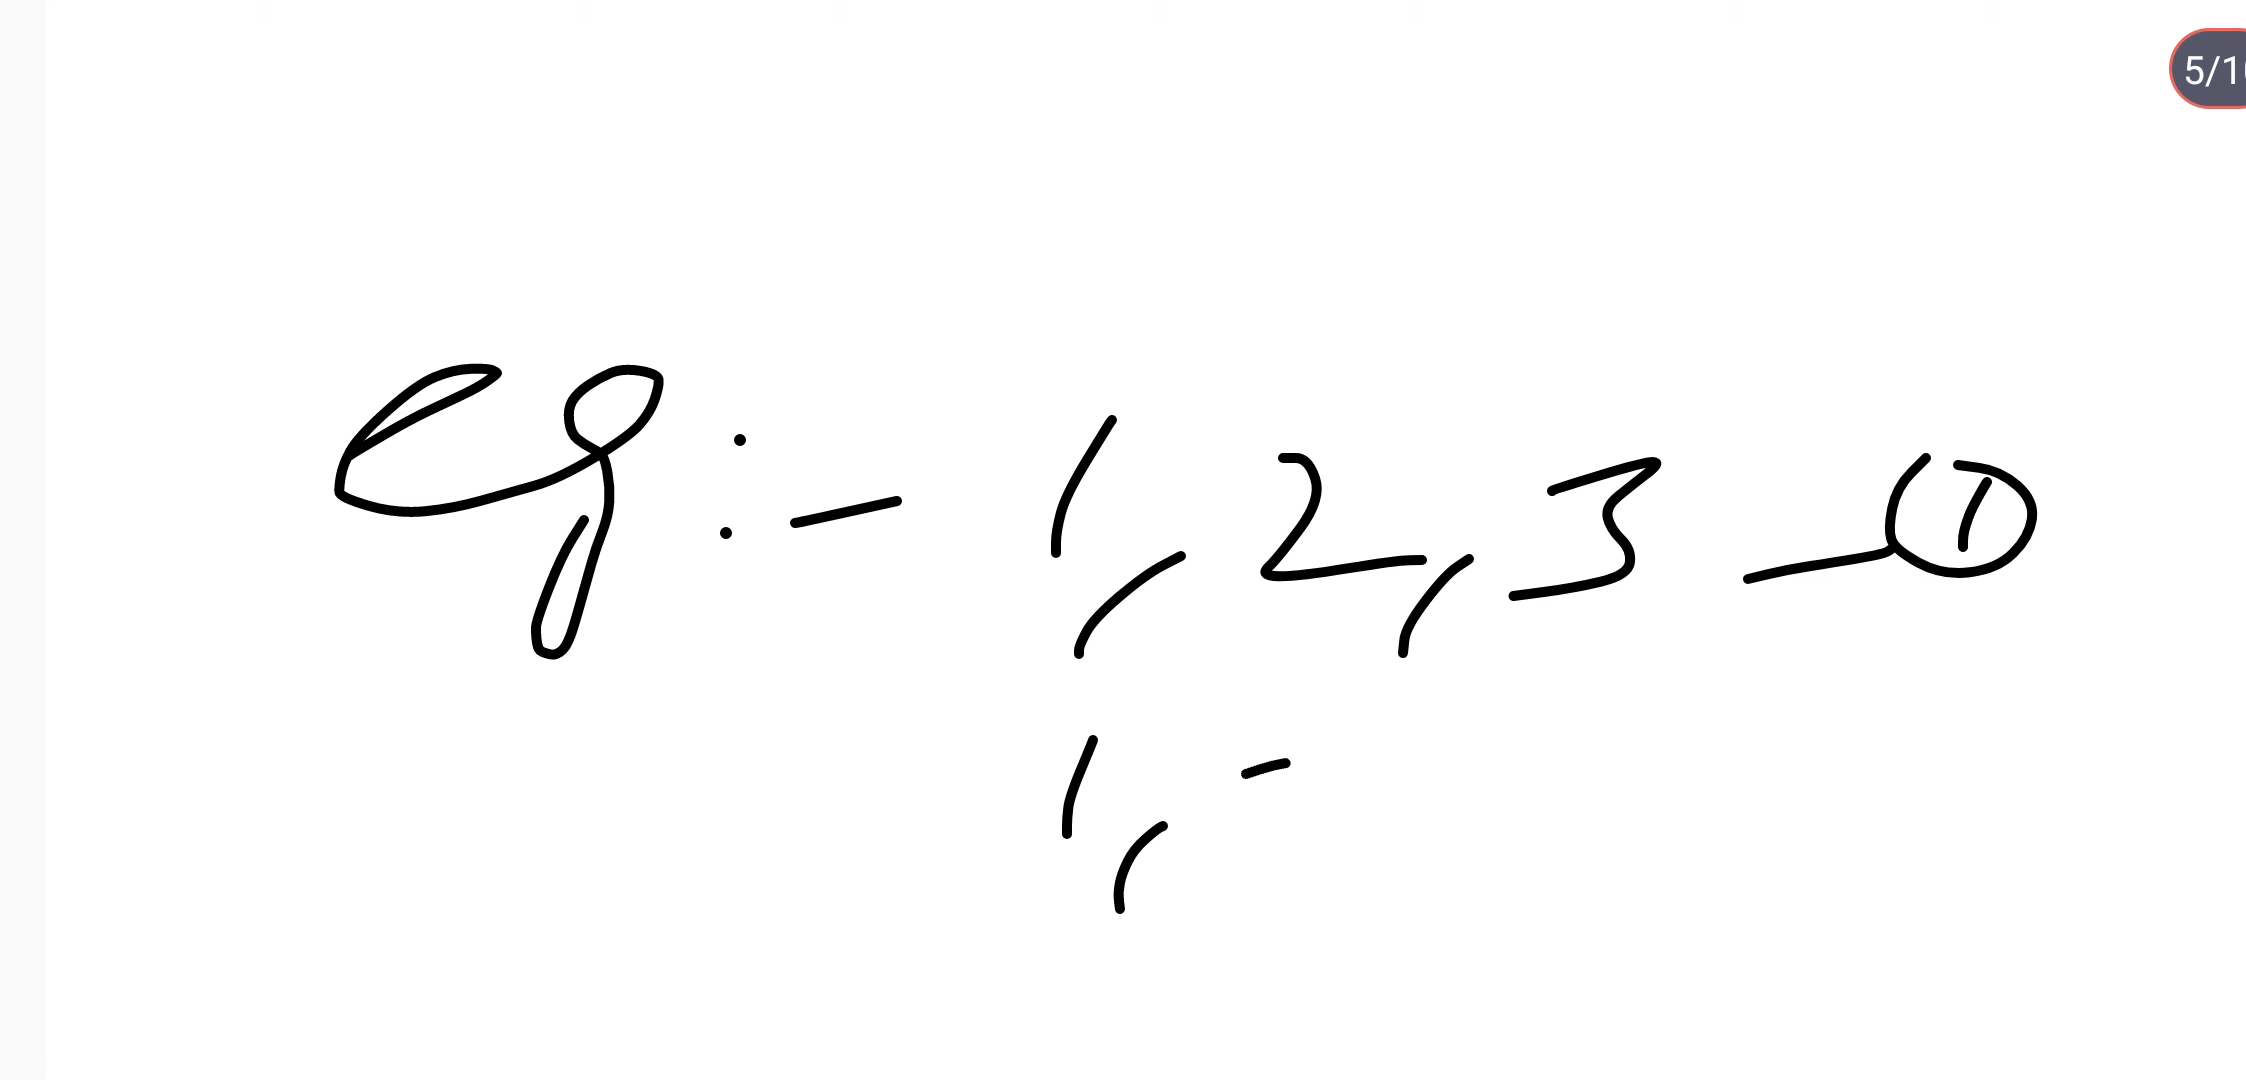 5/1
eg :- 1, 2, 3 —①
1, -